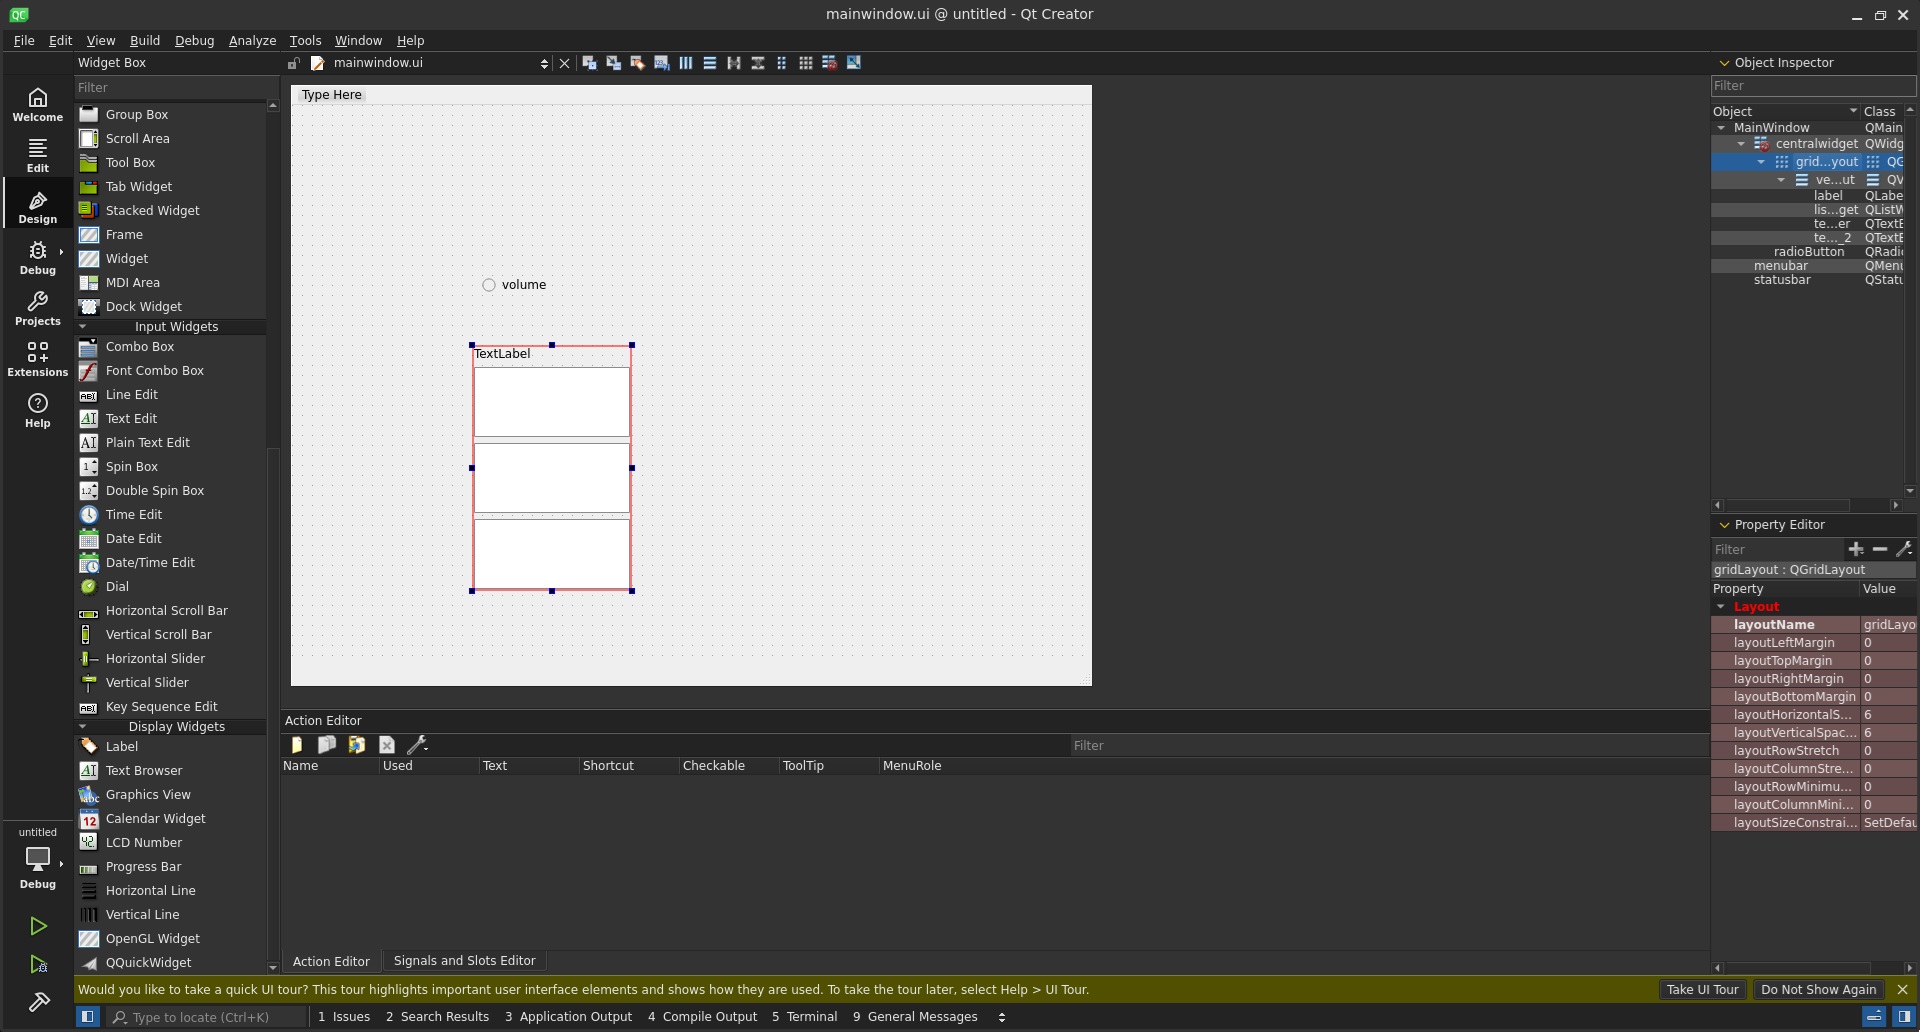 mainwindow.ui @ untitled - Qt Creator
File Edit View Build Debug Analyze Tools Window Help
Widget Box
mainwindow.ui
Object Inspector
Filter
Filter
Type Here
Object Class
Welcome
Edit
Design
Debug
Projects
Extensions
Help
Group Box
Scroll Area
Tool Box
Tab Widget
Stacked Widget
Frame
Widget
MDI Area
Dock Widget
Input Widgets
Combo Box
Font Combo Box
Line Edit
Text Edit
Plain Text Edit
Spin Box
Double Spin Box
Time Edit
Date Edit
Date/Time Edit
Dial
Horizontal Scroll Bar
Vertical Scroll Bar
Horizontal Slider
Vertical Slider
Key Sequence Edit
Display Widgets
Label
Text Browser
Graphics View
Calendar Widget
LCD Number
Progress Bar
Horizontal Line
Vertical Line
OpenGL Widget
QQuickWidget
volume
TextLabel
MainWindow QMain
centralwidget QWidg
grid...yout QG
ve...ut QV
label QLabe
lis...get QListW
te...er QTextB
te..._2 QTextB
radioButton QRadio
menubar QMenu
statusbar QStatu
Property Editor
Filter
gridLayout : QGridLayout
Property Value
Layout
layoutName gridLayo
layoutLeftMargin 0
layoutTopMargin 0
layoutRightMargin 0
layoutBottomMargin 0
layoutHorizontalS... 6
layoutVerticalSpac... 6
layoutRowStretch 0
layoutColumnStre... 0
layoutRowMinimu... 0
layoutColumnMini... 0
layoutSizeConstrai... SetDefau
Action Editor
Filter
Name Used Text Shortcut Checkable ToolTip MenuRole
untitled
Debug
Action Editor Signals and Slots Editor
Would you like to take a quick UI tour? This tour highlights important user interface elements and shows how they are used. To take the tour later, select Help > UI Tour.
Take UI Tour Do Not Show Again
Type to locate (Ctrl+K) 1 Issues 2 Search Results 3 Application Output 4 Compile Output 5 Terminal 9 General Messages